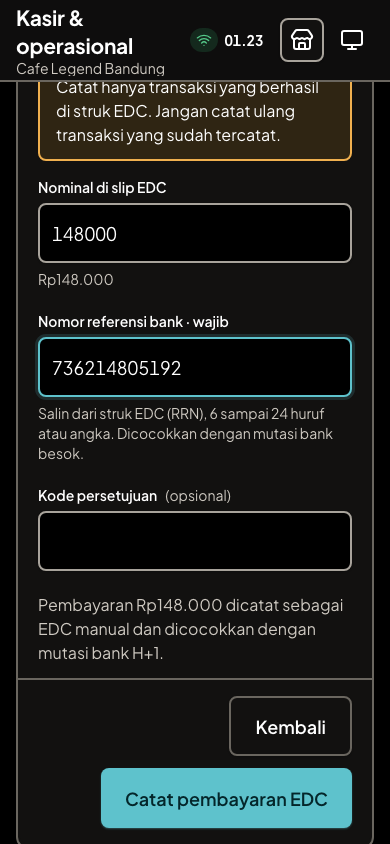 Kasir &
operasional
Cafe Legend Bandung
01.23
Catat hanya transaksi yang berhasil
di struk EDC. Jangan catat ulang
transaksi yang sudah tercatat.
Nominal di slip EDC
148000
Rp148.000
Nomor referensi bank · wajib
736214805192
Salin dari struk EDC (RRN), 6 sampai 24 huruf
atau angka. Dicocokkan dengan mutasi bank
besok.
Kode persetujuan (opsional)
Pembayaran Rp148.000 dicatat sebagai
EDC manual dan dicocokkan dengan
mutasi bank H+1.
Kembali
Catat pembayaran EDC